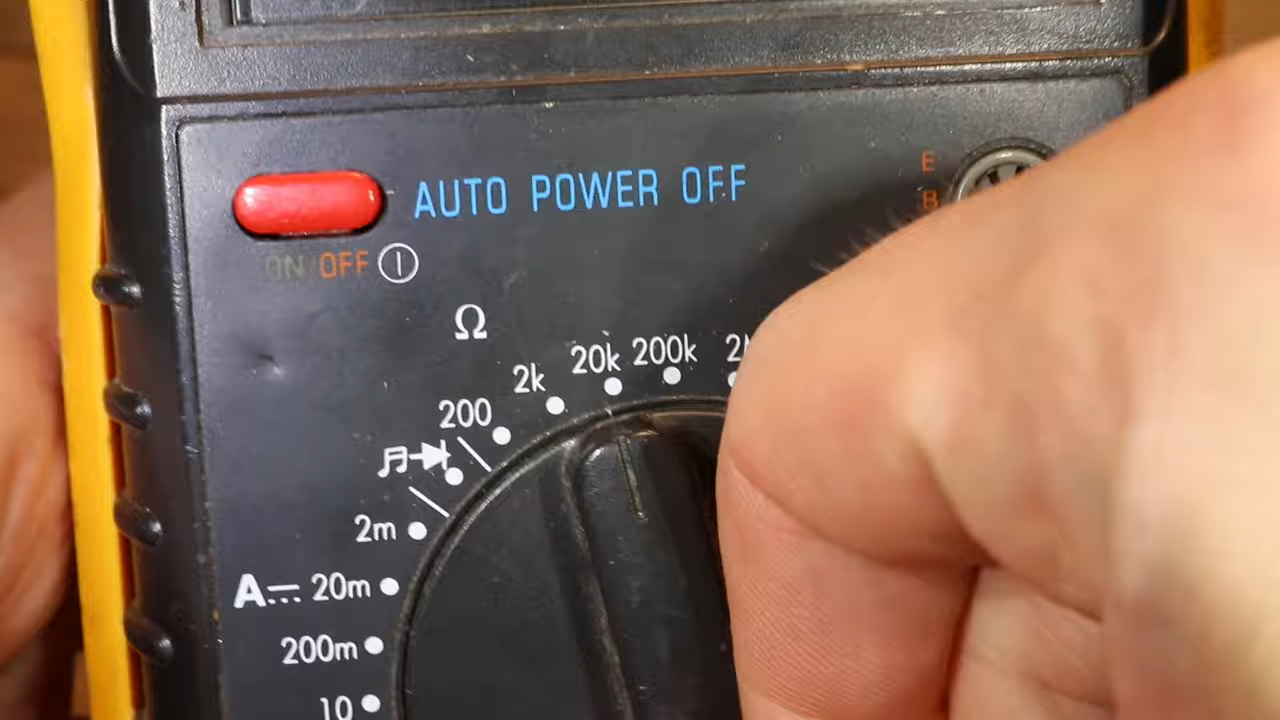 AUTO POWER OFF
E
B
ON/OFF
Ω
2k 20k 200k
200
2m
A 20m
200m
10